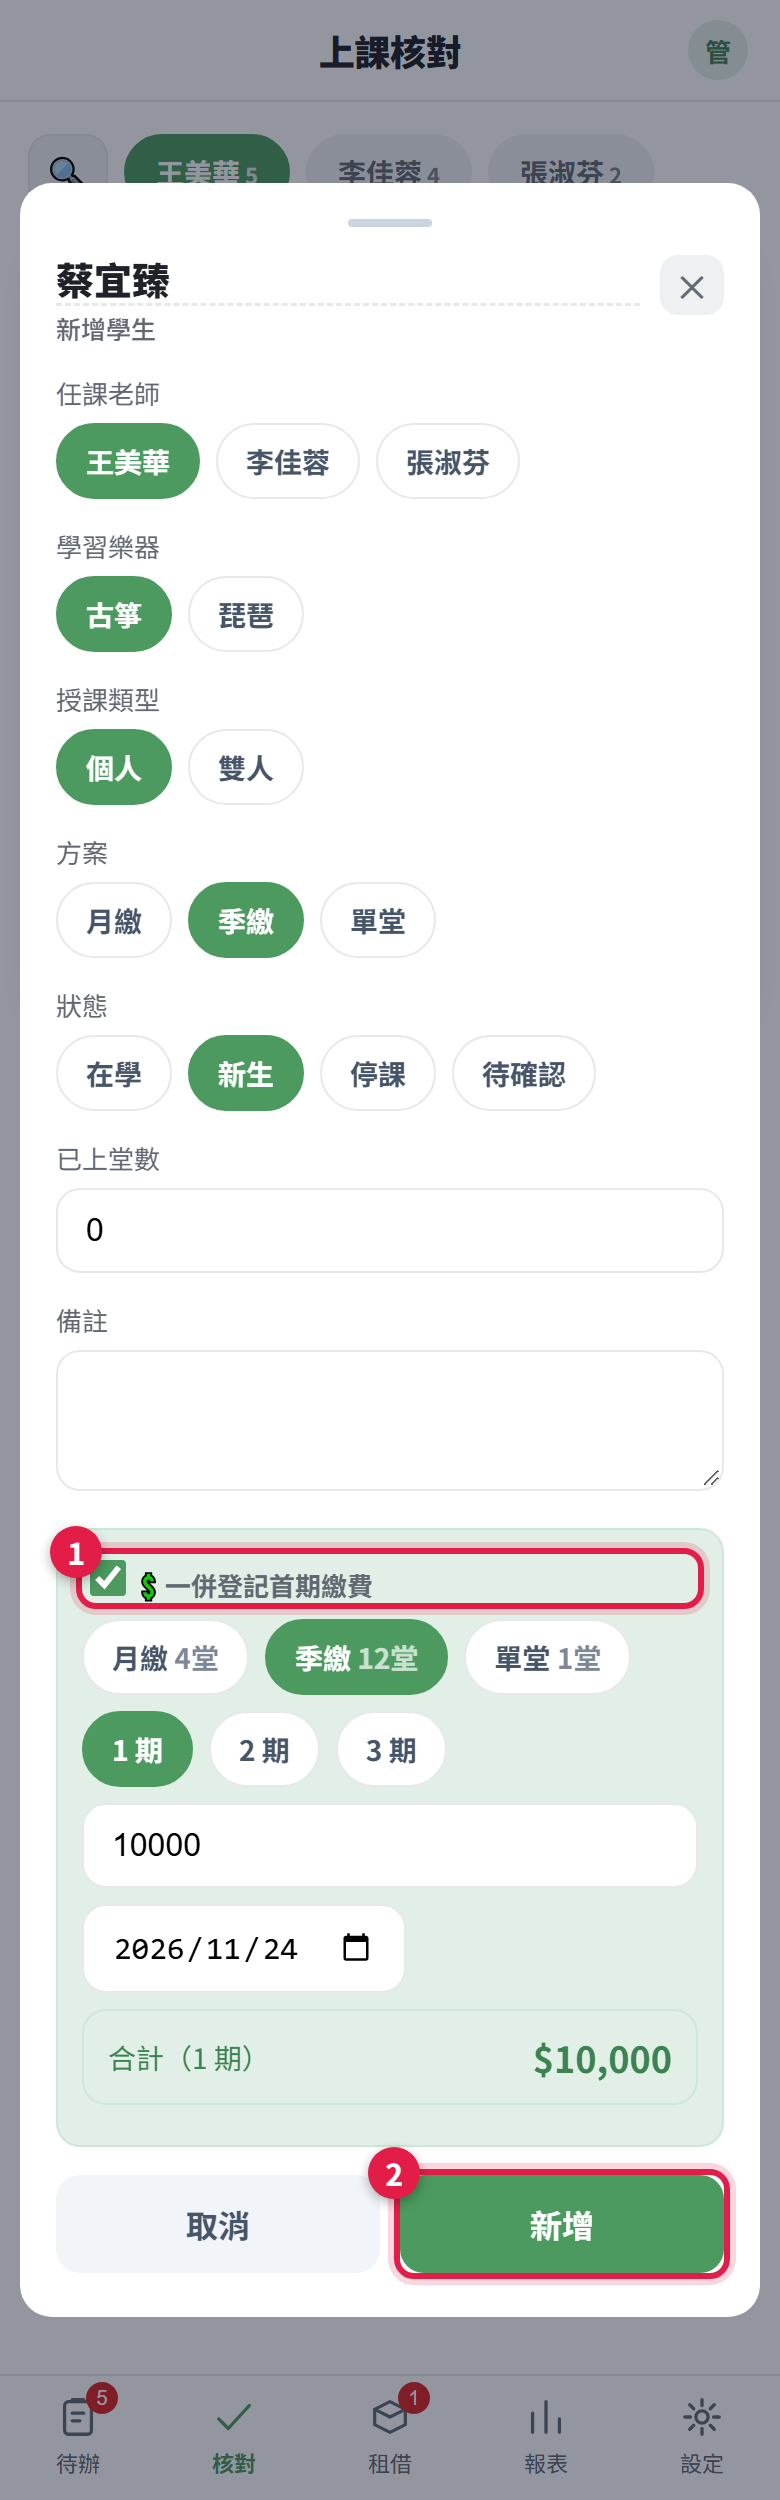 上課核對
管
王美華 5
李佳蓉 4
張淑芬 2
蔡宜臻
新增學生
任課老師
王美華
李佳蓉
張淑芬
學習樂器
古箏
琵琶
授課類型
個人
雙人
方案
月繳
季繳
單堂
狀態
在學
新生
停課
待確認
已上堂數
0
備註
1
一併登記首期繳費
月繳 4堂
季繳 12堂
單堂 1堂
1 期
2 期
3 期
10000
2026/11/24
合計（1 期）
$10,000
2
取消
新增
5
1
待辦
核對
租借
報表
設定